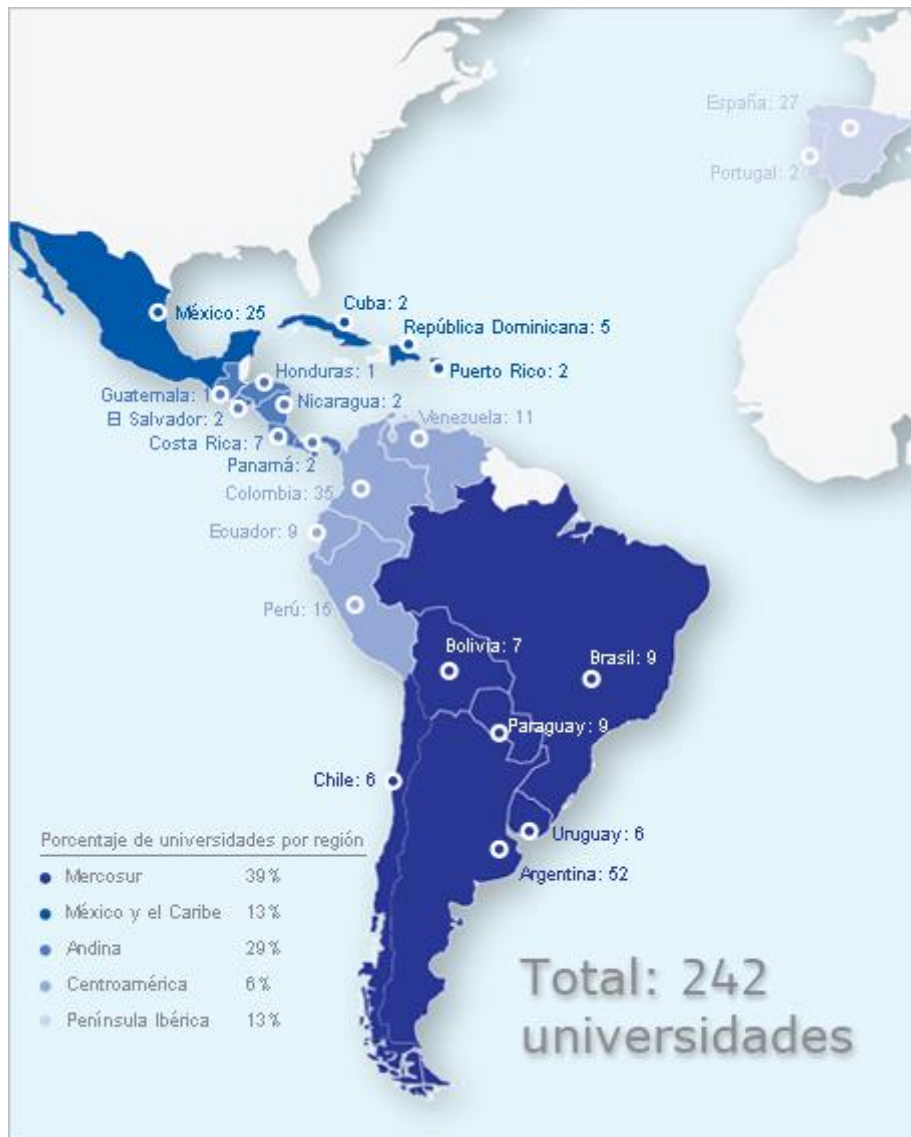 España: 27
Portugal: 2
México: 25
Cuba: 2
República Dominicana: 5
Puerto Rico: 2
Honduras: 1
Guatemala: 1
Nicaragua: 2
El Salvador: 2
Venezuela: 11
Costa Rica: 7
Panamá: 2
Colombia: 35
Ecuador: 9
Perú: 15
Bolivia: 7
Brasil: 9
Paraguay: 9
Chile: 6
Uruguay: 6
Argentina: 52
Porcentaje de universidades por región
Mercosur 39%
México y el Caribe 13%
Andina 29%
Centroamérica 6%
Península Ibérica 13%
Total: 242
universidades